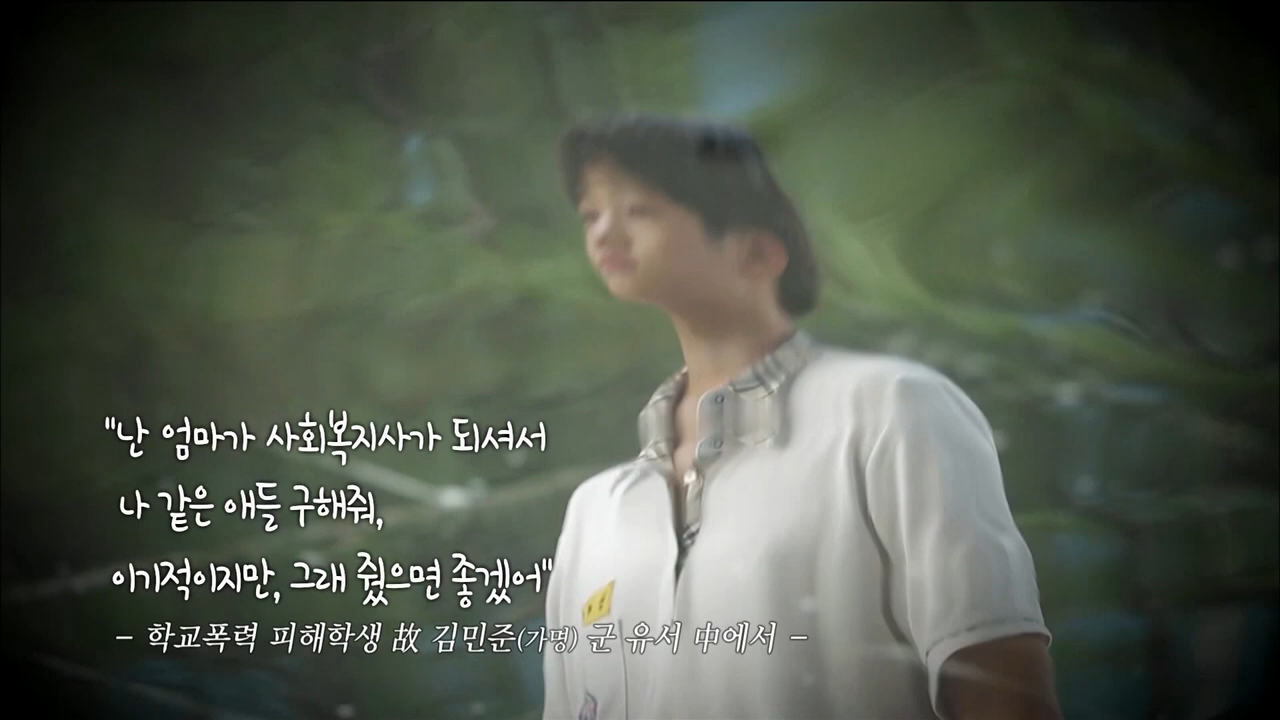 "난 엄마가 사회복지사가 되셔서
나 같은 애들 구해줘,
이기적이지만, 그래 줬으면 좋겠어"
– 학교폭력 피해학생 故 김민준(가명) 군 유서 中에서 –